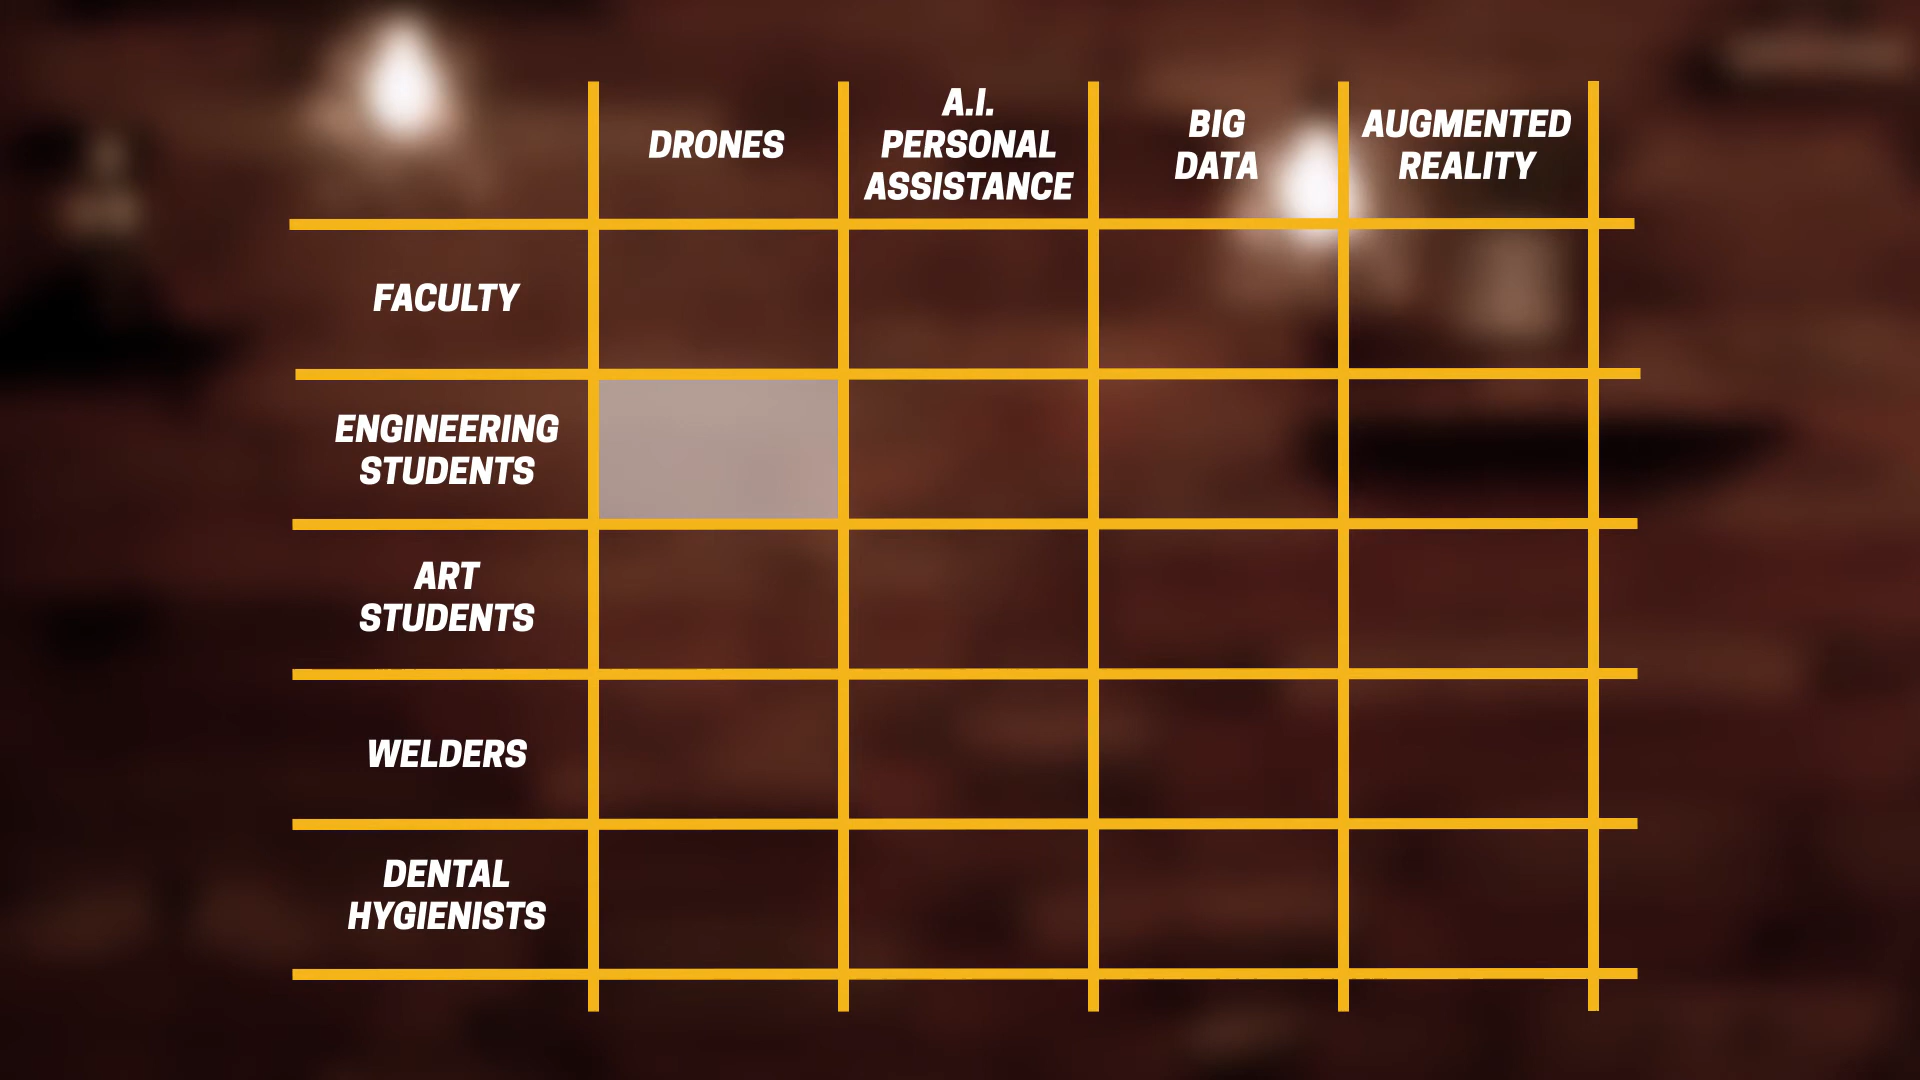 DRONES
A.I.
PERSONAL
ASSISTANCE
BIG
DATA
AUGMENTED
REALITY
FACULTY
ENGINEERING
STUDENTS
ART
STUDENTS
WELDERS
DENTAL
HYGIENISTS